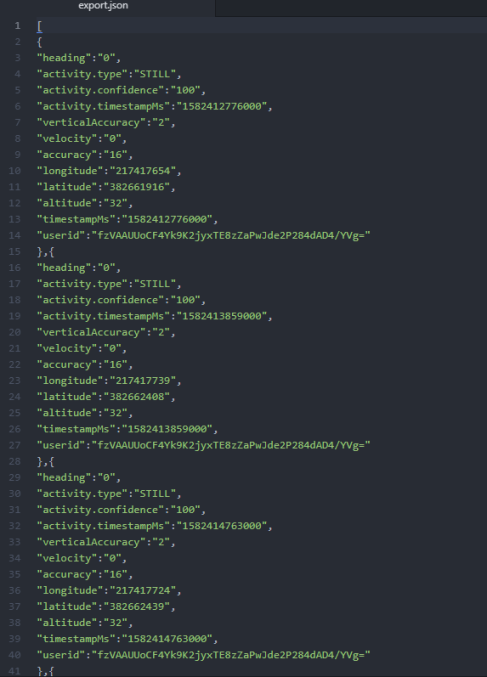 export.json
1 [
2 {
3 "heading":"0",
4 "activity.type":"STILL",
5 "activity.confidence":"100",
6 "activity.timestampMs":"1582412776000",
7 "verticalAccuracy":"2",
8 "velocity":"0",
9 "accuracy":"16",
10 "longitude":"217417654",
11 "latitude":"382661916",
12 "altitude":"32",
13 "timestampMs":"1582412776000",
14 "userid":"fzVAAUUoCF4Yk9K2jyxTE8zZaPwJde2P284dAD4/YVg="
15 },{
16 "heading":"0",
17 "activity.type":"STILL",
18 "activity.confidence":"100",
19 "activity.timestampMs":"1582413859000",
20 "verticalAccuracy":"2",
21 "velocity":"0",
22 "accuracy":"16",
23 "longitude":"217417739",
24 "latitude":"382662408",
25 "altitude":"32",
26 "timestampMs":"1582413859000",
27 "userid":"fzVAAUUoCF4Yk9K2jyxTE8zZaPwJde2P284dAD4/YVg="
28 },{
29 "heading":"0",
30 "activity.type":"STILL",
31 "activity.confidence":"100",
32 "activity.timestampMs":"1582414763000",
33 "verticalAccuracy":"2",
34 "velocity":"0",
35 "accuracy":"16",
36 "longitude":"217417724",
37 "latitude":"382662439",
38 "altitude":"32",
39 "timestampMs":"1582414763000",
40 "userid":"fzVAAUUoCF4Yk9K2jyxTE8zZaPwJde2P284dAD4/YVg="
41 },{